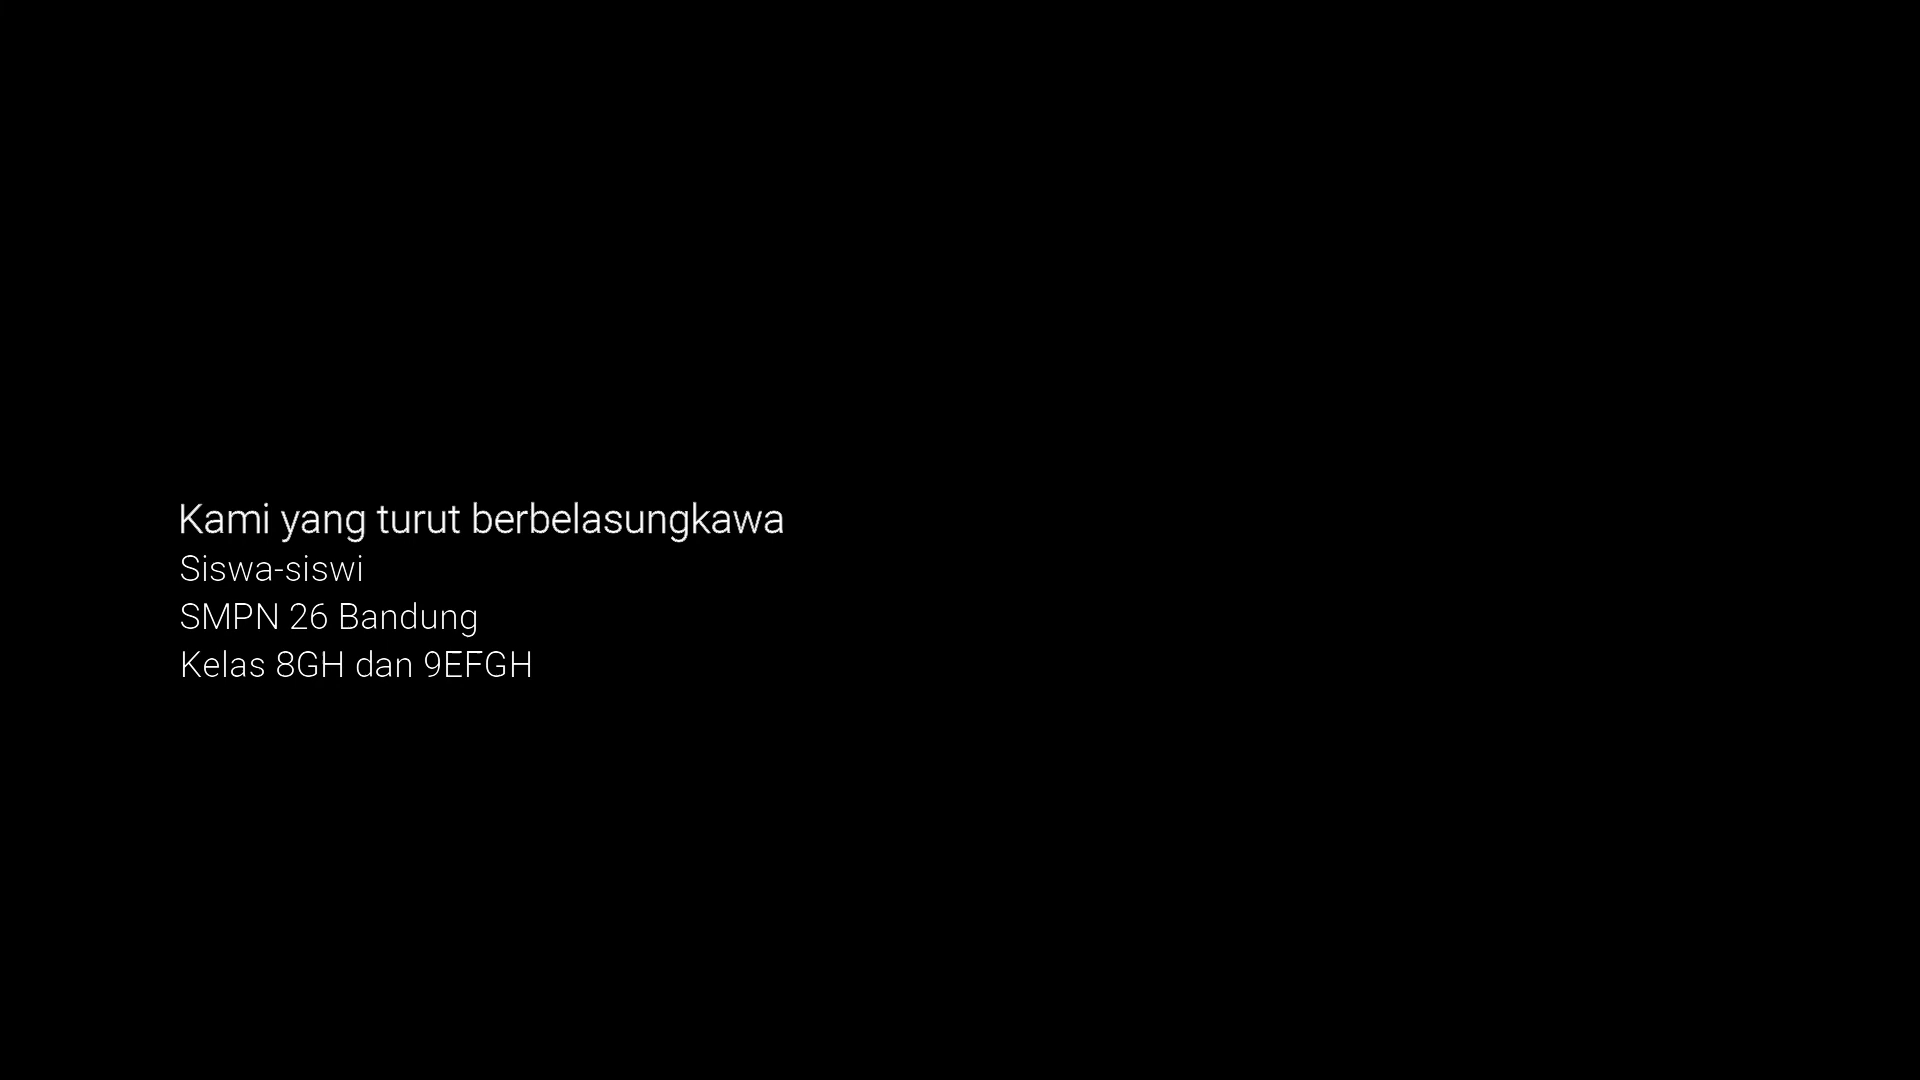 Kami yang turut berbelasungkawa
Siswa-siswi
SMPN 26 Bandung
Kelas 8GH dan 9EFGH